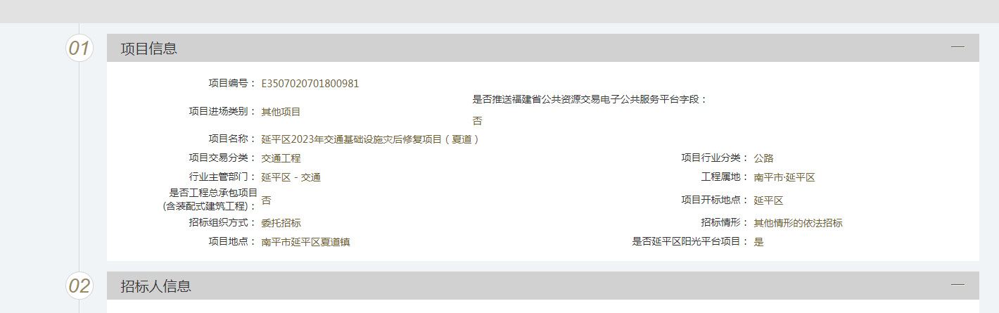 01
项目信息
项目编号： E3507020701800981
是否推送福建省公共资源交易电子公共服务平台字段：
项目进场类别： 其他项目
否
项目名称： 延平区2023年交通基础设施灾后修复项目（夏道）
项目交易分类： 交通工程 项目行业分类： 公路
行业主管部门： 延平区 - 交通 工程属地： 南平市·延平区
是否工程总承包项目
(含装配式建筑工程)： 否 项目开标地点： 延平区
招标组织方式： 委托招标 招标情形： 其他情形的依法招标
项目地点： 南平市延平区夏道镇 是否延平区阳光平台项目： 是
02
招标人信息